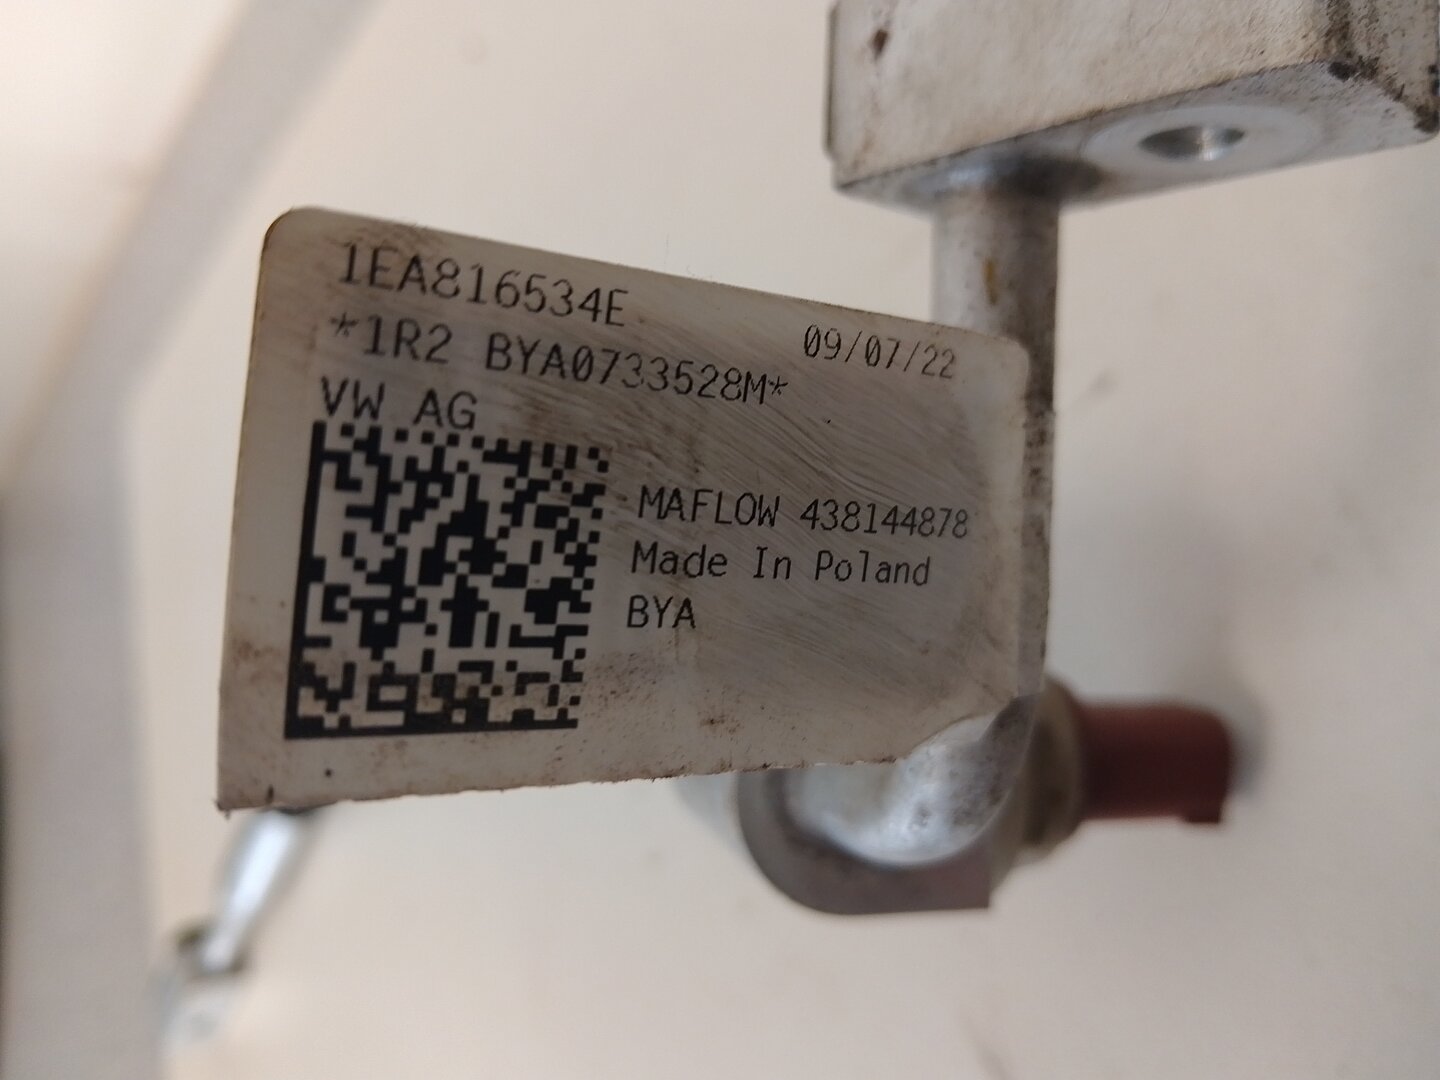 1EA816534E
09/07/22
*1R2 BYA0733528M*
VW AG
MAFLOW 438144878
Made In Poland
BYA